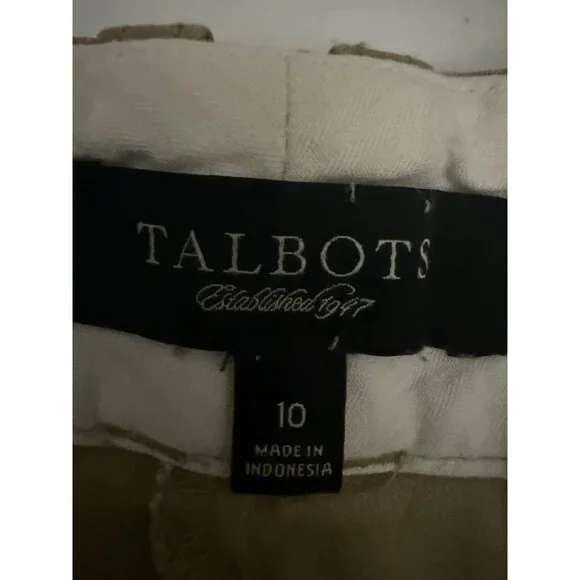 TALBOTS
Established 1947
10
MADE IN
INDONESIA